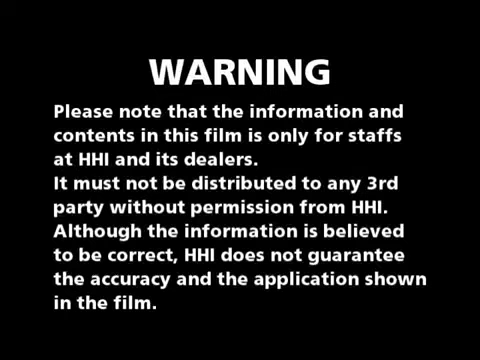 WARNING
Please note that the information and
contents in this film is only for staffs
at HHI and its dealers.
It must not be distributed to any 3rd
party without permission from HHI.
Although the information is believed
to be correct, HHI does not guarantee
the accuracy and the application shown
in the film.